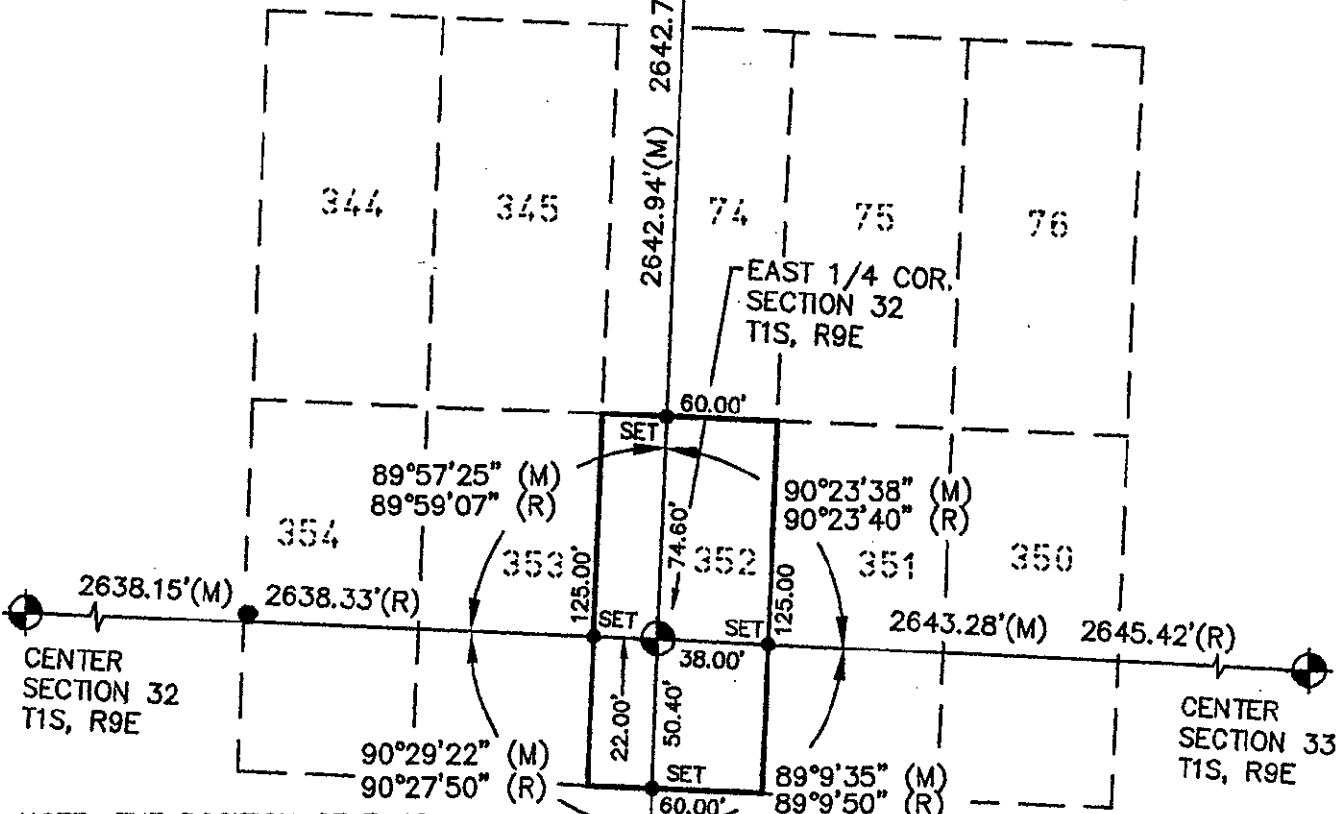 2642.7
2642.94'(M)
344
345
74
75
76
EAST 1/4 COR.
SECTION 32
T1S, R9E
60.00'
SET
89°57'25" (M)
89°59'07" (R)
90°23'38" (M)
90°23'40" (R)
74.60'
354
353
352
351
350
125.00'
125.00
2638.15'(M)
2638.33'(R)
SET
SET
38.00'
2643.28'(M)
2645.42'(R)
CENTER
SECTION 32
T1S, R9E
22.00'
50.40'
CENTER
SECTION 33
T1S, R9E
90°29'22" (M)
90°27'50" (R)
SET
60.00'
89°9'35" (M)
89°9'50" (R)